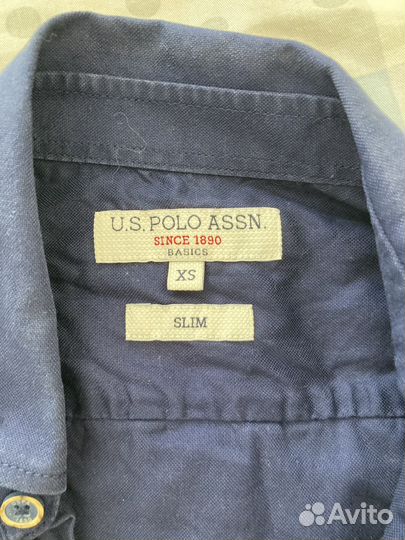 U.S. POLO ASSN.
SINCE 1890
BASICS
XS
SLIM
Avito